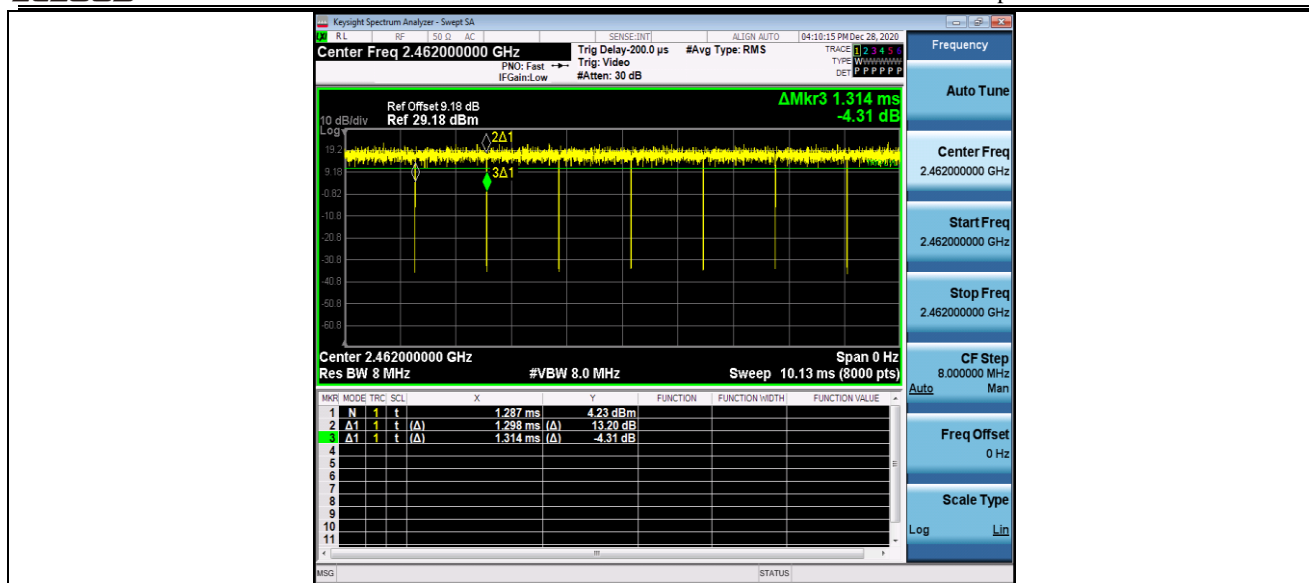 Keysight Spectrum Analyzer - Swept SA
RL RF 50 Ω AC SENSE:INT ALIGN AUTO 04:10:15 PM Dec 28, 2020
Center Freq 2.462000000 GHz
PNO: Fast
IFGain:Low
Trig Delay-200.0 µs
Trig: Video
#Atten: 30 dB
#Avg Type: RMS
TRACE 1 2 3 4 5 6
TYPE WWWWWW
DET P P P P P P
Frequency
Auto Tune
Center Freq
2.462000000 GHz
Start Freq
2.462000000 GHz
Stop Freq
2.462000000 GHz
CF Step
8.000000 MHz
Auto Man
Freq Offset
0 Hz
Scale Type
Log Lin
ΔMkr3 1.314 ms
-4.31 dB
Ref Offset 9.18 dB
10 dB/div Ref 29.18 dBm
Log
19.2
9.18
-0.82
-10.8
-20.8
-30.8
-40.8
-50.8
-60.8
2Δ1
3Δ1
Center 2.462000000 GHz Span 0 Hz
Res BW 8 MHz #VBW 8.0 MHz Sweep 10.13 ms (8000 pts)
MKR MODE TRC SCL X Y FUNCTION FUNCTION WIDTH FUNCTION VALUE
1 N 1 t 1.287 ms 4.23 dBm
2 Δ1 1 t (Δ) 1.298 ms (Δ) 13.20 dB
3 Δ1 1 t (Δ) 1.314 ms (Δ) -4.31 dB
4
5
6
7
8
9
10
11
MSG STATUS